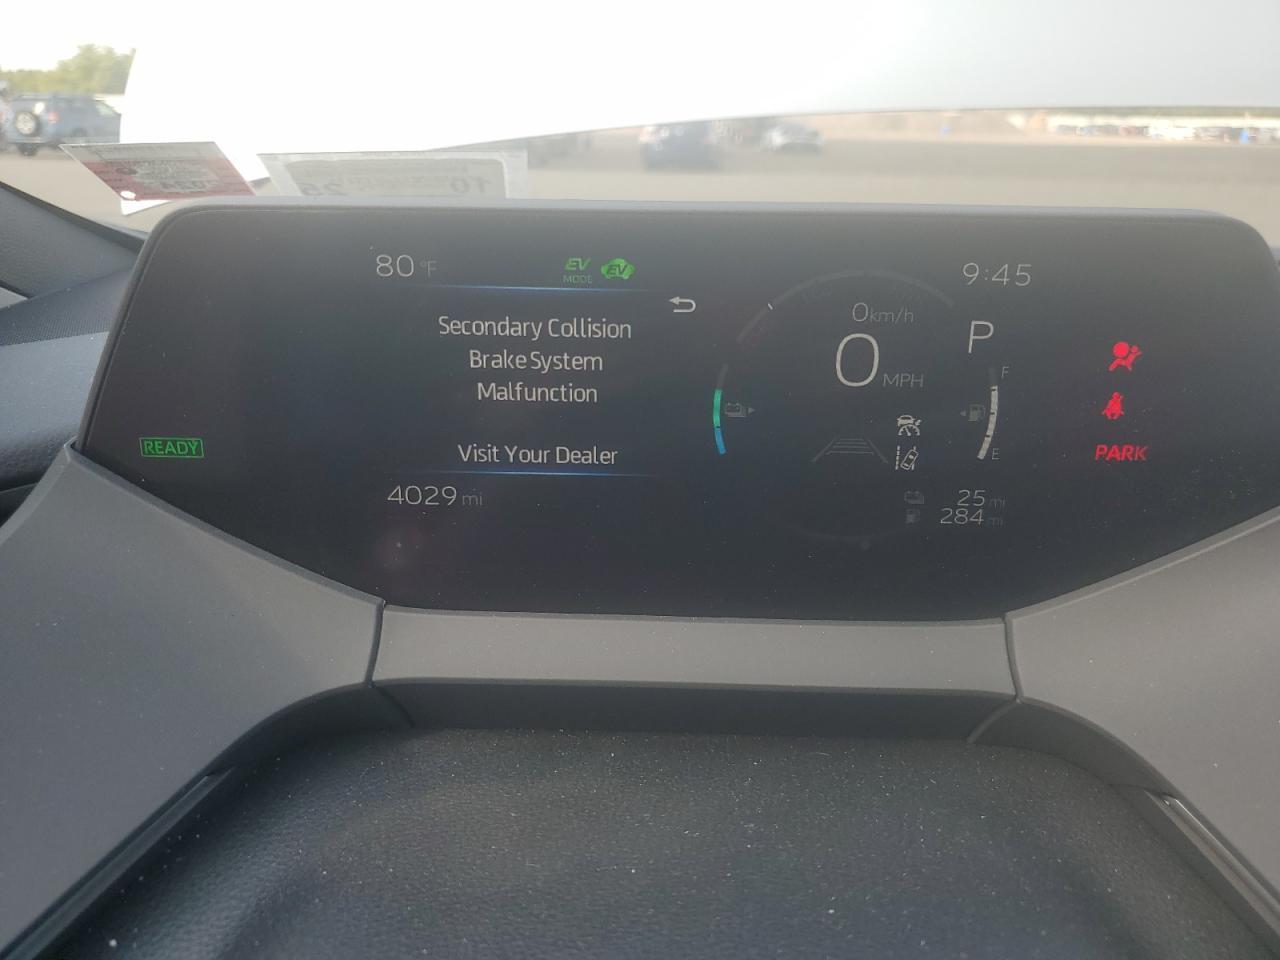 80°F
EV
MODE
EV
9:45
Secondary Collision
Brake System
Malfunction
Visit Your Dealer
4029 mi
READY
0km/h
0 MPH
P
F
E
25 mi
284 mi
PARK